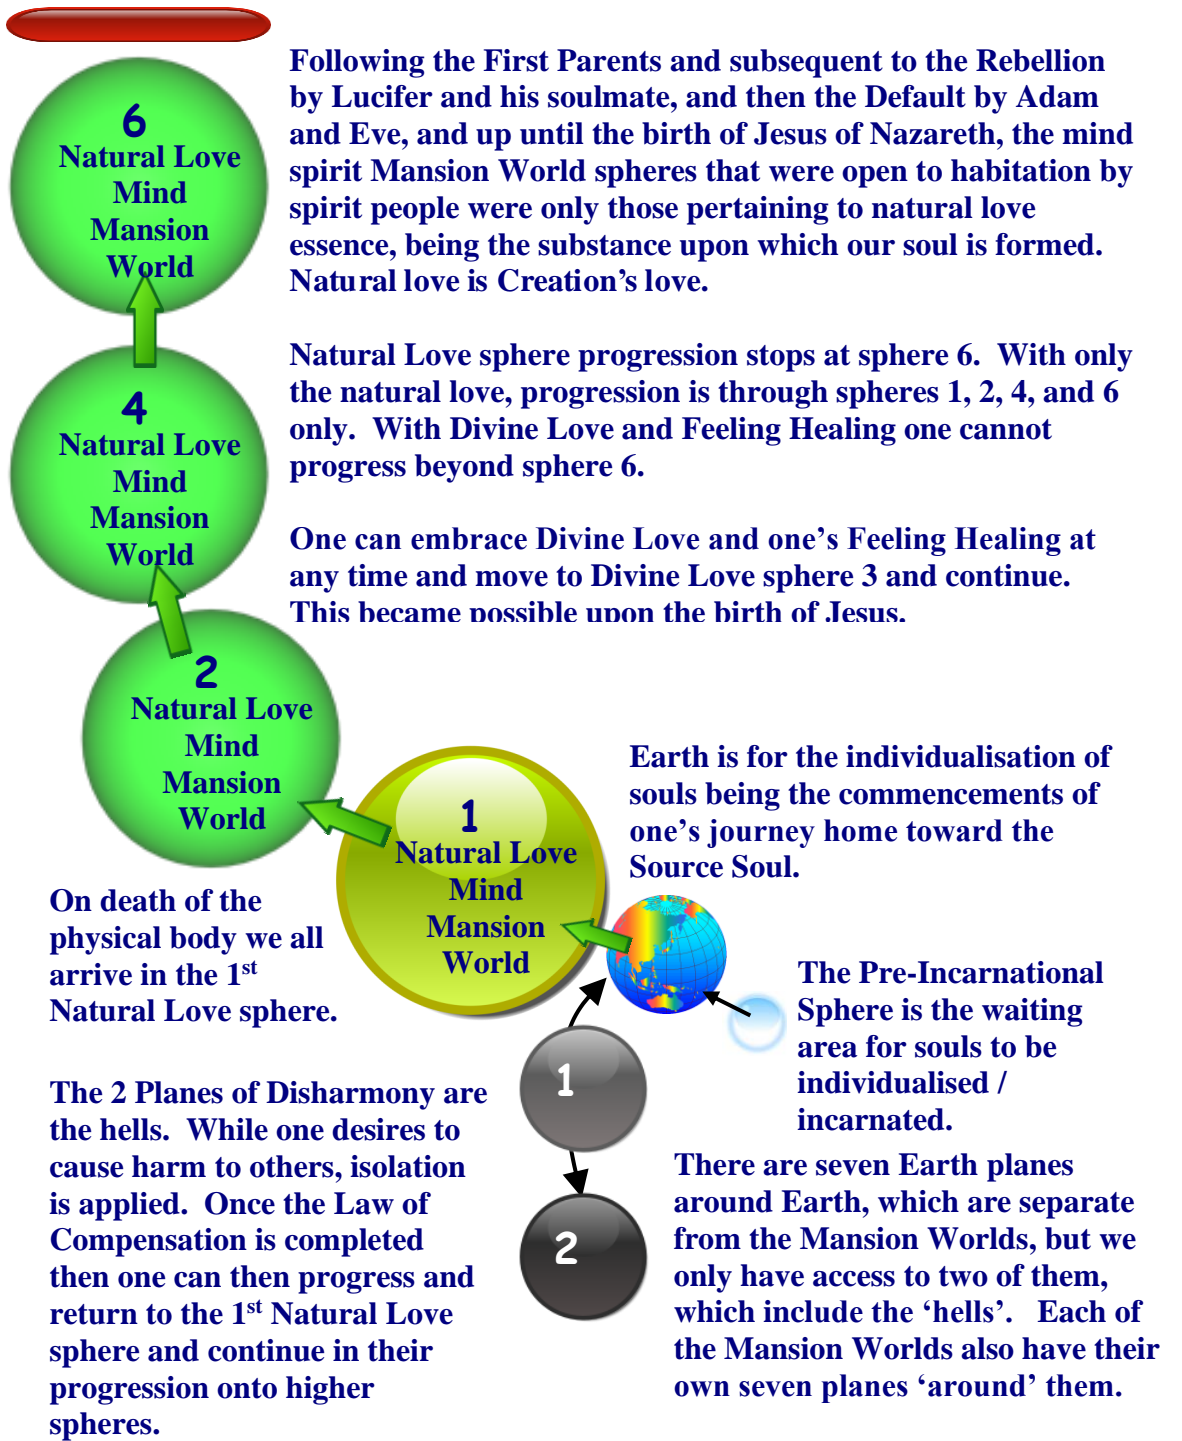 Following the First Parents and subsequent to the Rebellion
by Lucifer and his soulmate, and then the Default by Adam
and Eve, and up until the birth of Jesus of Nazareth, the mind
spirit Mansion World spheres that were open to habitation by
spirit people were only those pertaining to natural love
essence, being the substance upon which our soul is formed.
Natural love is Creation’s love.
Natural Love sphere progression stops at sphere 6. With only
the natural love, progression is through spheres 1, 2, 4, and 6
only. With Divine Love and Feeling Healing one cannot
progress beyond sphere 6.
One can embrace Divine Love and one’s Feeling Healing at
any time and move to Divine Love sphere 3 and continue.
This became possible upon the birth of Jesus.
6
Natural Love
Mind
Mansion
World
4
Natural Love
Mind
Mansion
World
2
Natural Love
Mind
Mansion
World
1
Natural Love
Mind
Mansion
World
Earth is for the individualisation of
souls being the commencements of
one’s journey home toward the
Source Soul.
On death of the
physical body we all
arrive in the 1st
Natural Love sphere.
The Pre-Incarnational
Sphere is the waiting
area for souls to be
individualised /
incarnated.
1
2
The 2 Planes of Disharmony are
the hells. While one desires to
cause harm to others, isolation
is applied. Once the Law of
Compensation is completed
then one can then progress and
return to the 1st Natural Love
sphere and continue in their
progression onto higher
spheres.
There are seven Earth planes
around Earth, which are separate
from the Mansion Worlds, but we
only have access to two of them,
which include the ‘hells’. Each of
the Mansion Worlds also have their
own seven planes ‘around’ them.